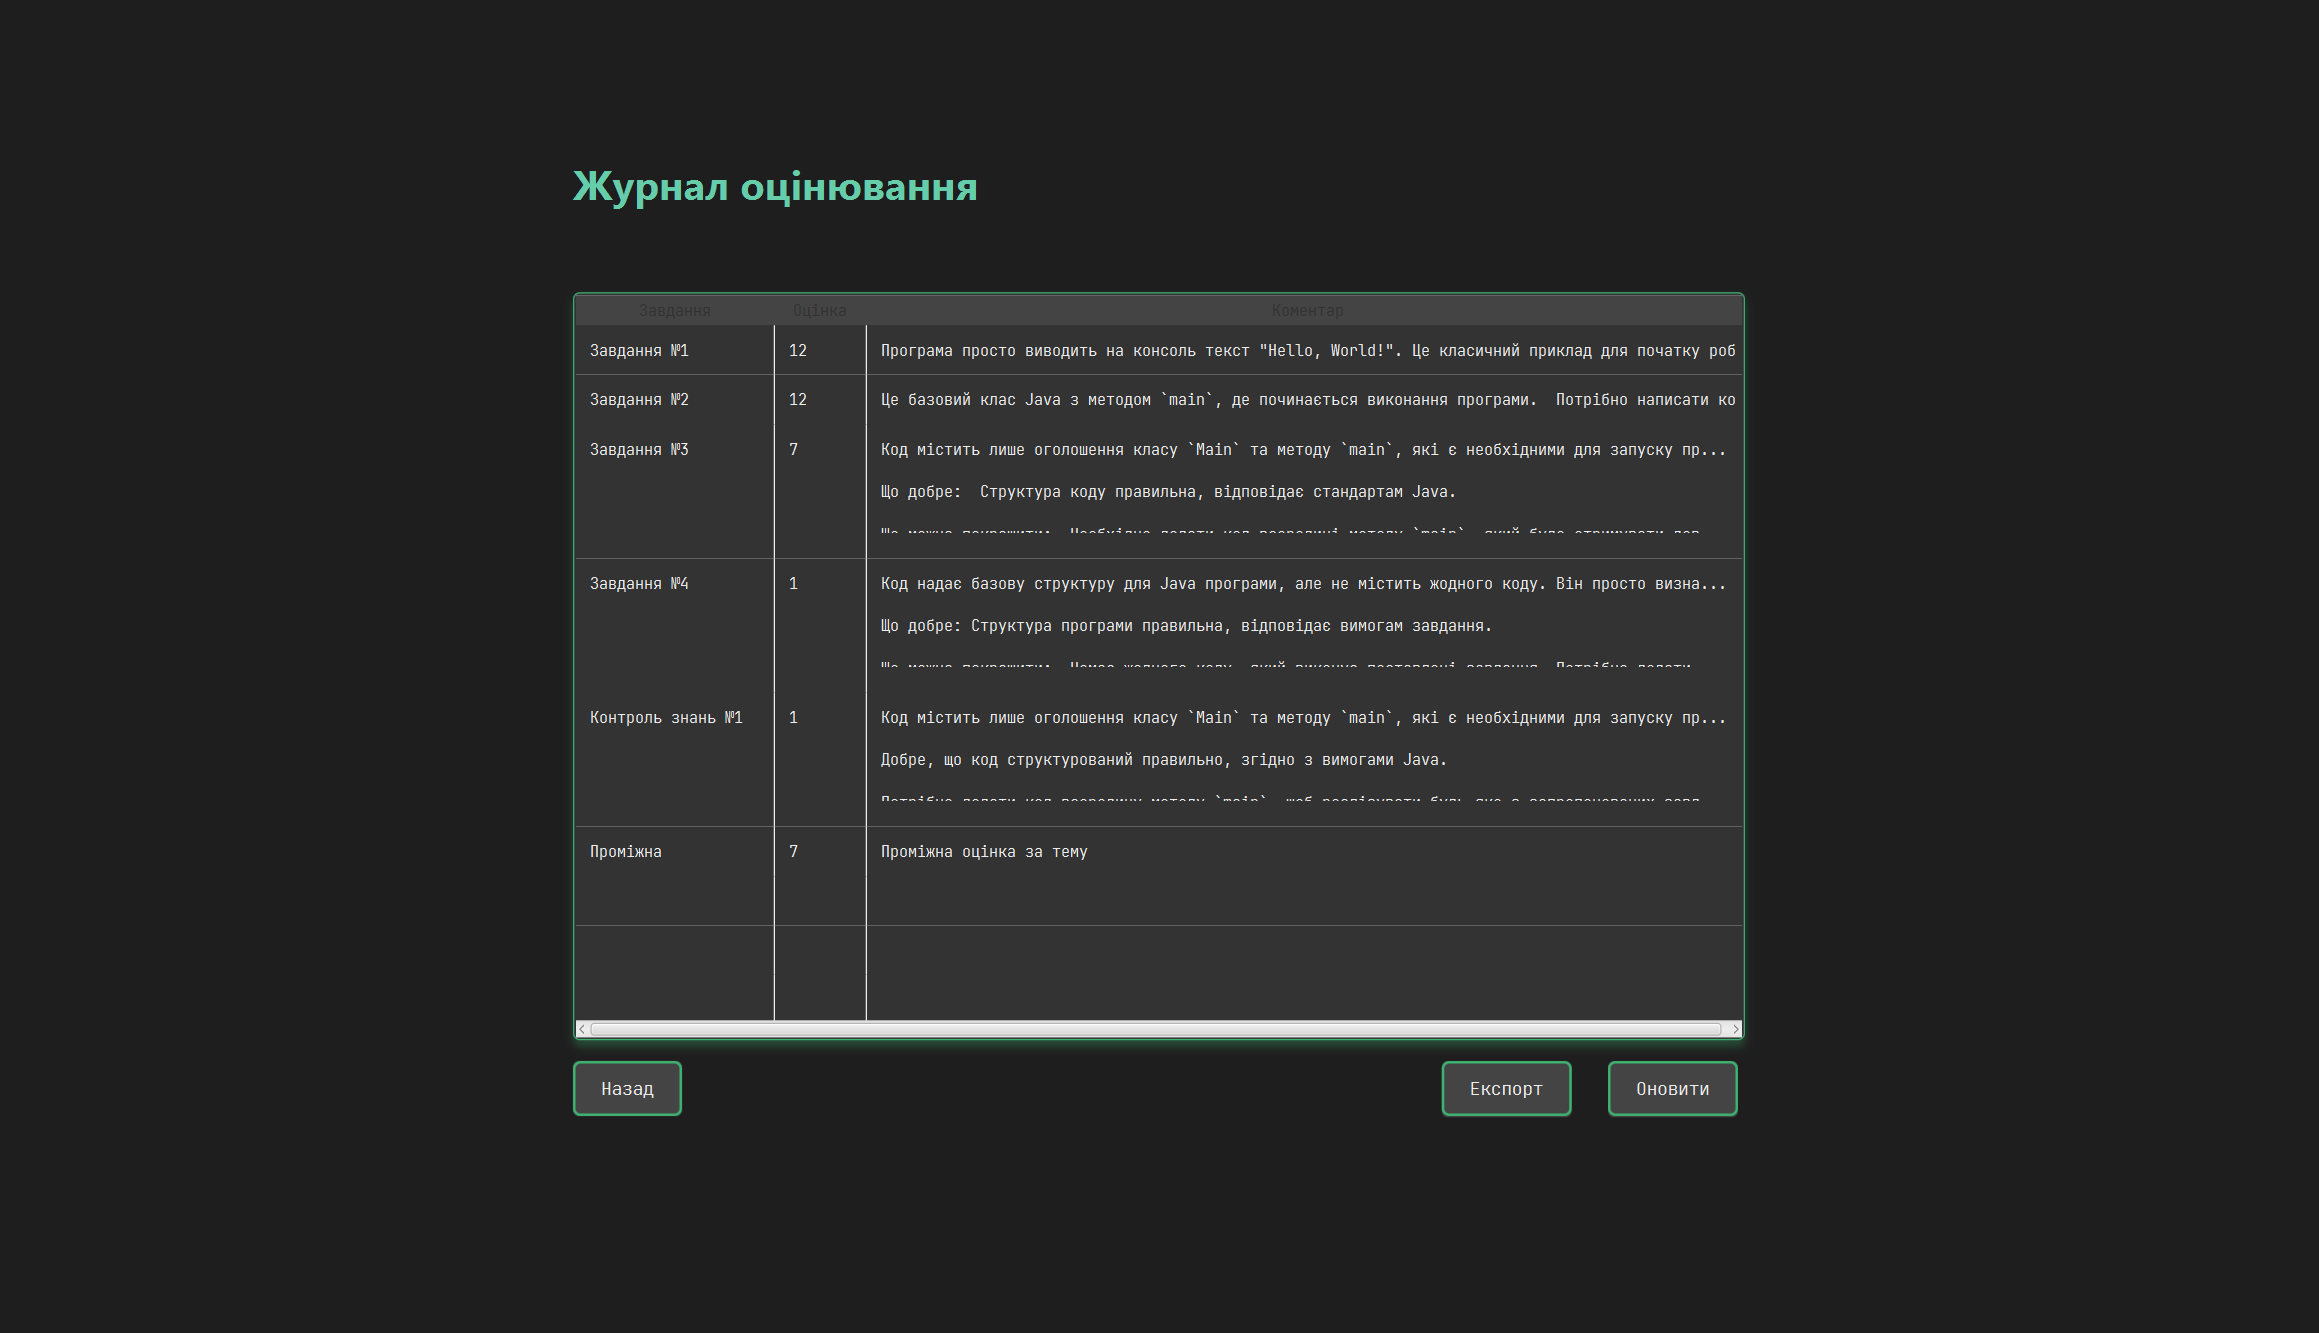 Журнал оцінювання
Завдання Оцінка Коментар
Завдання №1 12 Програма просто виводить на консоль текст "Hello, World!". Це класичний приклад для початку роб
Завдання №2 12 Це базовий клас Java з методом `main`, де починається виконання програми. Потрібно написати ко
Завдання №3 7 Код містить лише оголошення класу `Main` та методу `main`, які є необхідними для запуску пр...
Що добре: Структура коду правильна, відповідає стандартам Java.
Завдання №4 1 Код надає базову структуру для Java програми, але не містить жодного коду. Він просто визна...
Що добре: Структура програми правильна, відповідає вимогам завдання.
Контроль знань №1 1 Код містить лише оголошення класу `Main` та методу `main`, які є необхідними для запуску пр...
Добре, що код структурований правильно, згідно з вимогами Java.
Проміжна 7 Проміжна оцінка за тему
Назад Експорт Оновити